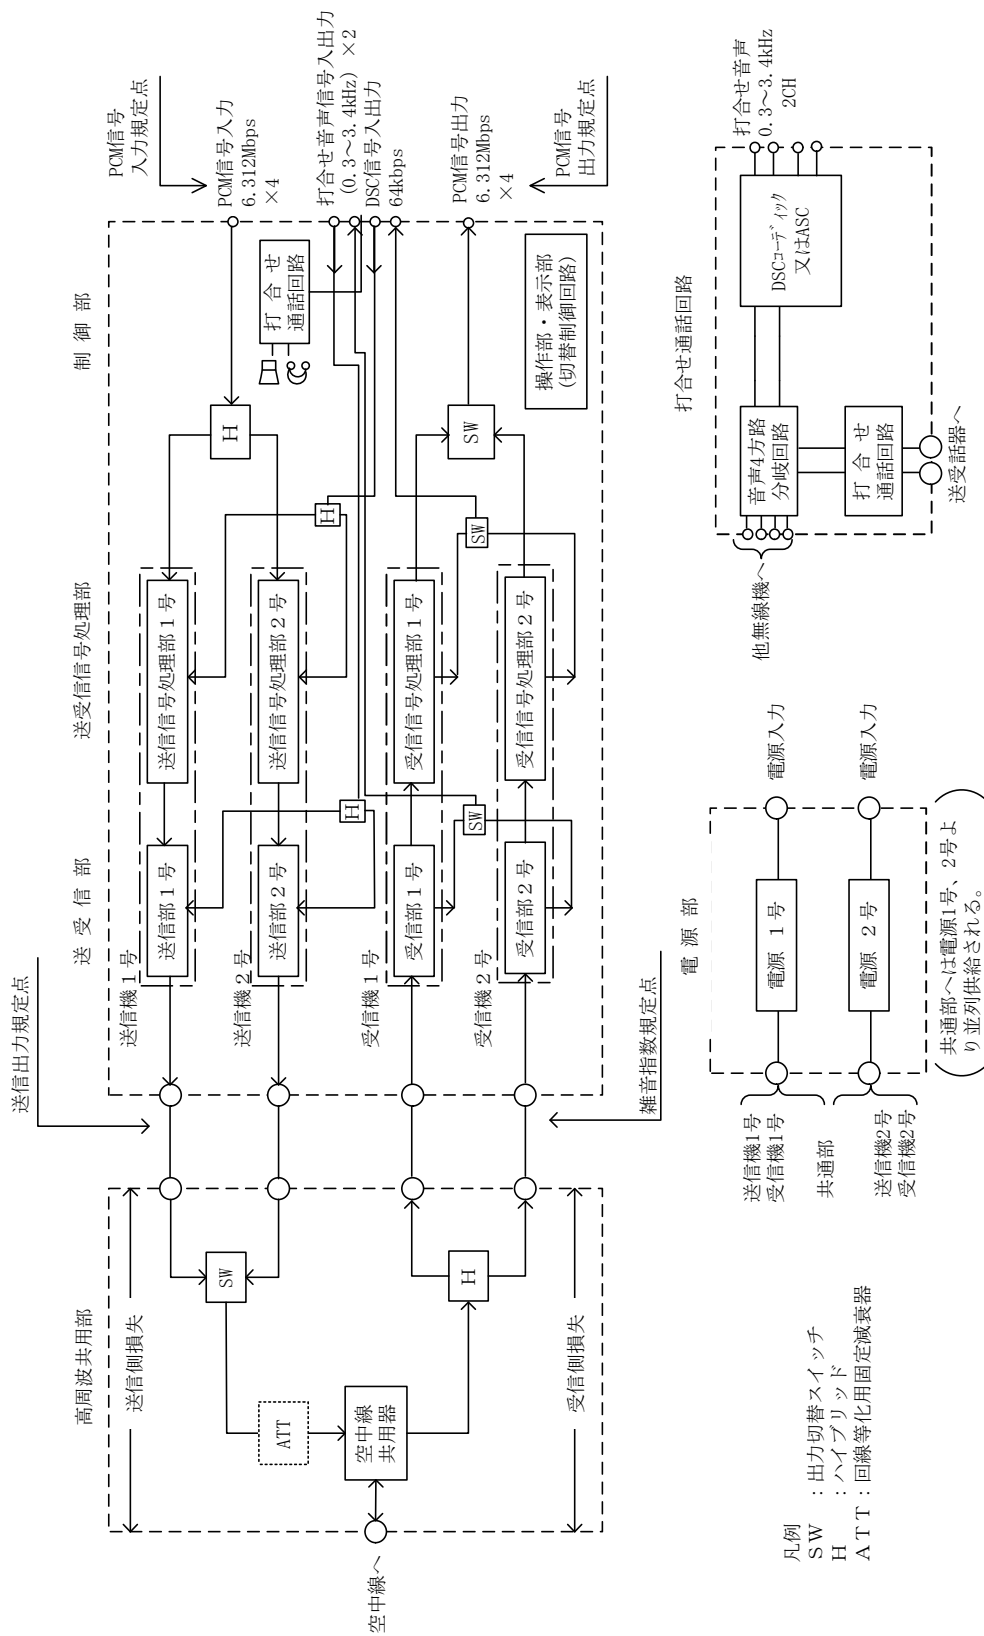 高周波共用部
送信側損失
SW
ATT
空中線
共用器
空中線へ
H
受信側損失
送信出力規定点
雑音指数規定点
送 受 信 部
送受信信号処理部
制 御 部
送信機１号
送信部１号
送信信号処理部１号
送信機２号
送信部２号
送信信号処理部２号
受信機１号
受信部１号
受信信号処理部１号
受信機２号
受信部２号
受信信号処理部２号
H
SW
H
SW
H
SW
打 合 せ
通話回路
操作部・表示部
(切替制御回路)
PCM信号
入力規定点
PCM信号入力
6.312Mbps
×4
打合せ音声信号入出力
(0.3～3.4kHz) ×2
DSC信号入出力
64kbps
PCM信号出力
6.312Mbps
×4
PCM信号
出力規定点
凡例
ＳＷ ：出力切替スイッチ
Ｈ ：ハイブリッド
ＡＴＴ：回線等化用固定減衰器
電 源 部
送信機1号
受信機1号
共通部
送信機2号
受信機2号
電源 １号
電源 ２号
電源入力
電源入力
共通部へは電源1号、2号よ
り並列供給される。
打合せ通話回路
他無線機へ
音声4方路
分岐回路
打 合 せ
通話回路
送受話器へ
DSCｺｰﾃﾞｨｯｸ
又はASC
打合せ音声
0.3～3.4kHz
2CH